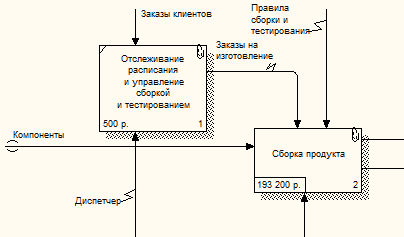 Заказы клиентов
Правила
сборки и
тестирования
Заказы на
изготовление
Отслеживание
расписания
и управление
сборкой
и тестированием
500 р.
1
Компоненты
Сборка продукта
193 200 р.
2
Диспетчер